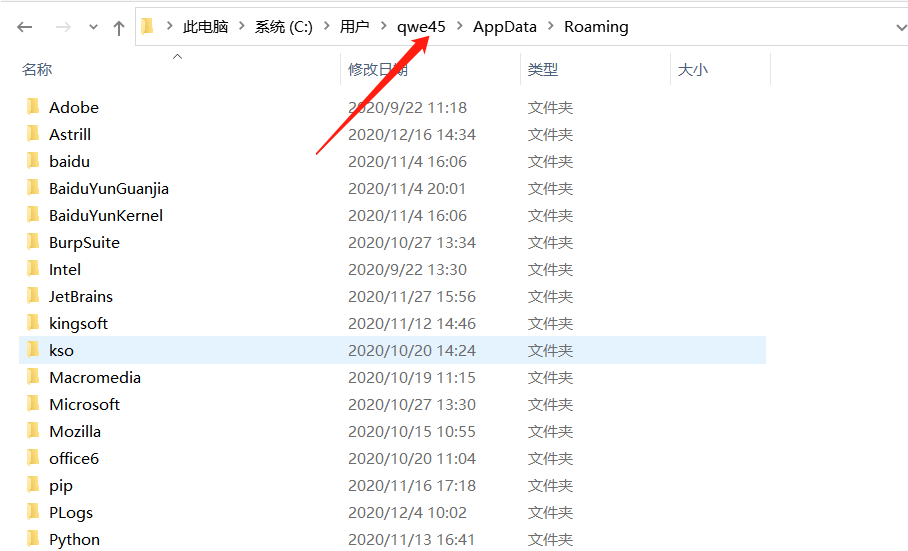 此电脑 > 系统 (C:) > 用户 > qwe45 > AppData > Roaming
名称 修改日期 类型 大小
Adobe 2020/9/22 11:18 文件夹
Astrill 2020/12/16 14:34 文件夹
baidu 2020/11/4 16:06 文件夹
BaiduYunGuanjia 2020/11/4 20:01 文件夹
BaiduYunKernel 2020/11/4 16:06 文件夹
BurpSuite 2020/10/27 13:34 文件夹
Intel 2020/9/22 13:30 文件夹
JetBrains 2020/11/27 15:56 文件夹
kingsoft 2020/11/12 14:46 文件夹
kso 2020/10/20 14:24 文件夹
Macromedia 2020/10/19 11:15 文件夹
Microsoft 2020/10/27 13:30 文件夹
Mozilla 2020/10/15 10:55 文件夹
office6 2020/10/20 11:04 文件夹
pip 2020/11/16 17:18 文件夹
PLogs 2020/12/4 10:02 文件夹
Python 2020/11/13 16:41 文件夹